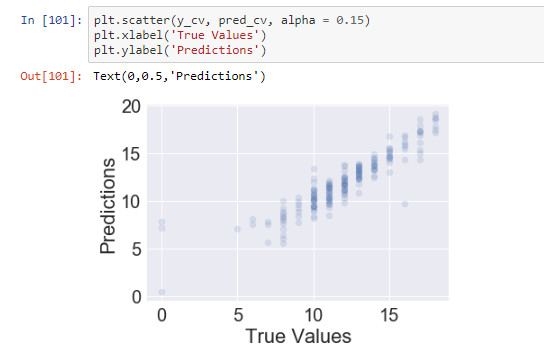 In [101]: plt.scatter(y_cv, pred_cv, alpha = 0.15)
plt.xlabel('True Values')
plt.ylabel('Predictions')
Out[101]: Text(0,0.5,'Predictions')
20
15
10
5
0
Predictions
0 5 10 15
True Values